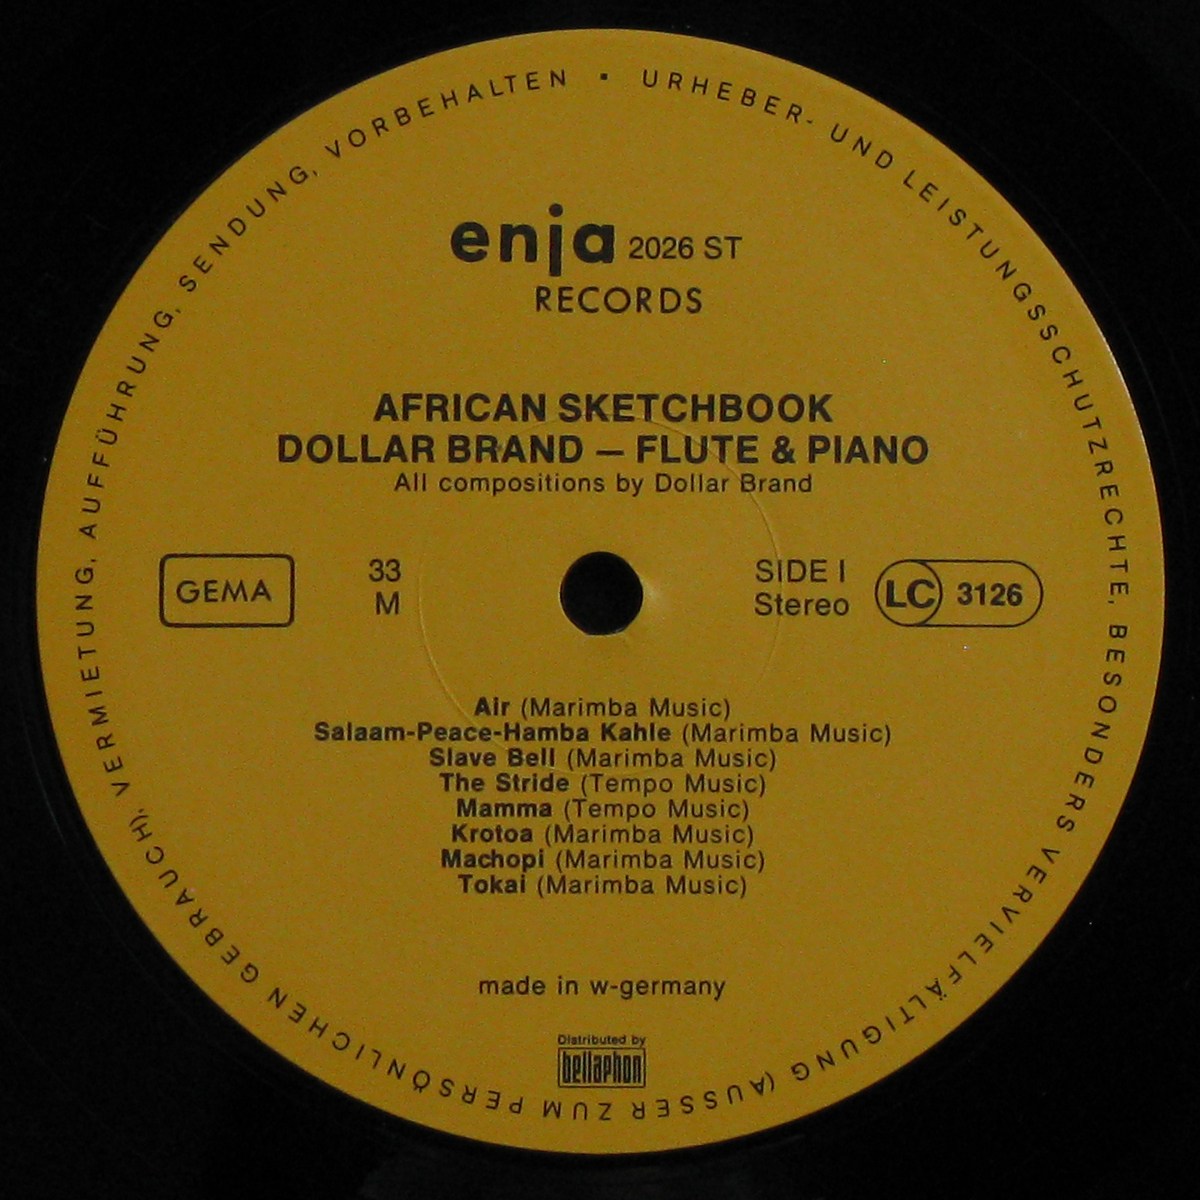 URHEBER- UND LEISTUNGSSCHUTZRECHTE, BESONDERS VERVIELFÄLTIGUNG (AUSSER ZUM PERSÖNLICHEN GEBRAUCH), VERMIETUNG, AUFFÜHRUNG, SENDUNG, VORBEHALTEN ·
enja 2026 ST
RECORDS
AFRICAN SKETCHBOOK
DOLLAR BRAND – FLUTE & PIANO
All compositions by Dollar Brand
GEMA
33
M
SIDE I
Stereo
LC 3126
Air (Marimba Music)
Salaam-Peace-Hamba Kahle (Marimba Music)
Slave Bell (Marimba Music)
The Stride (Tempo Music)
Mamma (Tempo Music)
Krotoa (Marimba Music)
Machopi (Marimba Music)
Tokai (Marimba Music)
made in w-germany
Distributed by
bellaphon